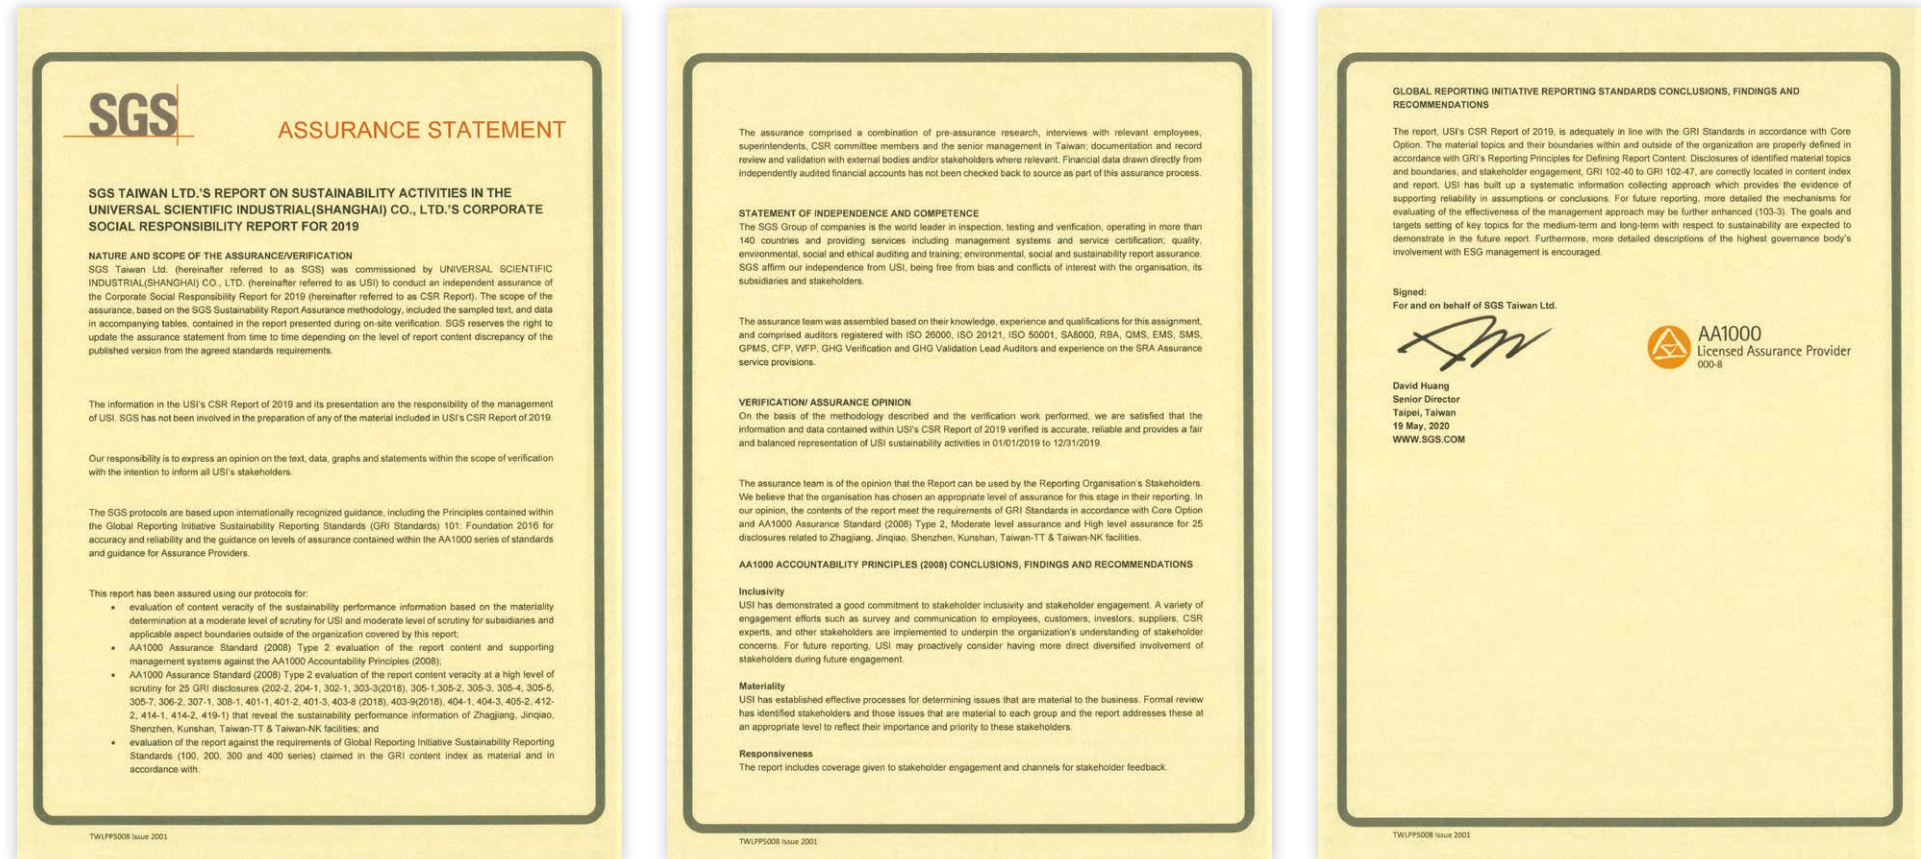 SGS
ASSURANCE STATEMENT
SGS TAIWAN LTD.'S REPORT ON SUSTAINABILITY ACTIVITIES IN THE
UNIVERSAL SCIENTIFIC INDUSTRIAL(SHANGHAI) CO., LTD.'S CORPORATE
SOCIAL RESPONSIBILITY REPORT FOR 2019
NATURE AND SCOPE OF THE ASSURANCE/VERIFICATION
SGS Taiwan Ltd. (hereinafter referred to as SGS) was commissioned by UNIVERSAL SCIENTIFIC
INDUSTRIAL(SHANGHAI) CO., LTD. (hereinafter referred to as USI) to conduct an independent assurance of
the Corporate Social Responsibility Report for 2019 (hereinafter referred to as CSR Report). The scope of the
assurance, based on the SGS Sustainability Report Assurance methodology, included the sampled text, and data
in accompanying tables, contained in the report presented during on-site verification. SGS reserves the right to
update the assurance statement from time to time depending on the level of report content discrepancy of the
published version from the agreed standards requirements.
The information in the USI's CSR Report of 2019 and its presentation are the responsibility of the management
of USI. SGS has not been involved in the preparation of any of the material included in USI's CSR Report of 2019.
Our responsibility is to express an opinion on the text, data, graphs and statements within the scope of verification
with the intention to inform all USI's stakeholders.
The SGS protocols are based upon internationally recognized guidance, including the Principles contained within
the Global Reporting Initiative Sustainability Reporting Standards (GRI Standards) 101: Foundation 2016 for
accuracy and reliability and the guidance on levels of assurance contained within the AA1000 series of standards
and guidance for Assurance Providers.
This report has been assured using our protocols for:
• evaluation of content veracity of the sustainability performance information based on the materiality
determination at a moderate level of scrutiny for USI and moderate level of scrutiny for subsidiaries and
applicable aspect boundaries outside of the organization covered by this report;
• AA1000 Assurance Standard (2008) Type 2 evaluation of the report content and supporting
management systems against the AA1000 Accountability Principles (2008);
• AA1000 Assurance Standard (2008) Type 2 evaluation of the report content veracity at a high level of
scrutiny for 25 GRI disclosures (202-2, 204-1, 302-1, 303-3(2018), 305-1,305-2, 305-3, 305-4, 305-5,
305-7, 306-2, 307-1, 308-1, 401-1, 401-2, 401-3, 403-8 (2018), 403-9(2018), 404-1, 404-3, 405-2, 412-
2, 414-1, 414-2, 419-1) that reveal the sustainability performance information of Zhagjiang, Jinqiao,
Shenzhen, Kunshan, Taiwan-TT & Taiwan-NK facilities; and
• evaluation of the report against the requirements of Global Reporting Initiative Sustainability Reporting
Standards (100, 200, 300 and 400 series) claimed in the GRI content index as material and in
accordance with.
TWLPP5008 Issue 2001
The assurance comprised a combination of pre-assurance research, interviews with relevant employees,
superintendents, CSR committee members and the senior management in Taiwan; documentation and record
review and validation with external bodies and/or stakeholders where relevant. Financial data drawn directly from
independently audited financial accounts has not been checked back to source as part of this assurance process.
STATEMENT OF INDEPENDENCE AND COMPETENCE
The SGS Group of companies is the world leader in inspection, testing and verification, operating in more than
140 countries and providing services including management systems and service certification; quality,
environmental, social and ethical auditing and training; environmental, social and sustainability report assurance.
SGS affirm our independence from USI, being free from bias and conflicts of interest with the organisation, its
subsidiaries and stakeholders.
The assurance team was assembled based on their knowledge, experience and qualifications for this assignment,
and comprised auditors registered with ISO 26000, ISO 20121, ISO 50001, SA8000, RBA, QMS, EMS, SMS,
GPMS, CFP, WFP, GHG Verification and GHG Validation Lead Auditors and experience on the SRA Assurance
service provisions.
VERIFICATION/ ASSURANCE OPINION
On the basis of the methodology described and the verification work performed, we are satisfied that the
information and data contained within USI's CSR Report of 2019 verified is accurate, reliable and provides a fair
and balanced representation of USI sustainability activities in 01/01/2019 to 12/31/2019.
The assurance team is of the opinion that the Report can be used by the Reporting Organisation's Stakeholders.
We believe that the organisation has chosen an appropriate level of assurance for this stage in their reporting. In
our opinion, the contents of the report meet the requirements of GRI Standards in accordance with Core Option
and AA1000 Assurance Standard (2008) Type 2, Moderate level assurance and High level assurance for 25
disclosures related to Zhagjiang, Jinqiao, Shenzhen, Kunshan, Taiwan-TT & Taiwan-NK facilities.
AA1000 ACCOUNTABILITY PRINCIPLES (2008) CONCLUSIONS, FINDINGS AND RECOMMENDATIONS
Inclusivity
USI has demonstrated a good commitment to stakeholder inclusivity and stakeholder engagement. A variety of
engagement efforts such as survey and communication to employees, customers, investors, suppliers, CSR
experts, and other stakeholders are implemented to underpin the organization's understanding of stakeholder
concerns. For future reporting, USI may proactively consider having more direct diversified involvement of
stakeholders during future engagement.
Materiality
USI has established effective processes for determining issues that are material to the business. Formal review
has identified stakeholders and those issues that are material to each group and the report addresses these at
an appropriate level to reflect their importance and priority to these stakeholders.
Responsiveness
The report includes coverage given to stakeholder engagement and channels for stakeholder feedback.
TWLPP5008 Issue 2001
GLOBAL REPORTING INITIATIVE REPORTING STANDARDS CONCLUSIONS, FINDINGS AND
RECOMMENDATIONS
The report, USI's CSR Report of 2019, is adequately in line with the GRI Standards in accordance with Core
Option. The material topics and their boundaries within and outside of the organization are properly defined in
accordance with GRI's Reporting Principles for Defining Report Content. Disclosures of identified material topics
and boundaries, and stakeholder engagement, GRI 102-40 to GRI 102-47, are correctly located in content index
and report. USI has built up a systematic information collecting approach which provides the evidence of
supporting reliability in assumptions or conclusions. For future reporting, more detailed the mechanisms for
evaluating of the effectiveness of the management approach may be further enhanced (103-3). The goals and
targets setting of key topics for the medium-term and long-term with respect to sustainability are expected to
demonstrate in the future report. Furthermore, more detailed descriptions of the highest governance body's
involvement with ESG management is encouraged.
Signed:
For and on behalf of SGS Taiwan Ltd.
AA1000
Licensed Assurance Provider
000-8
David Huang
Senior Director
Taipei, Taiwan
19 May, 2020
WWW.SGS.COM
TWLPP5008 Issue 2001